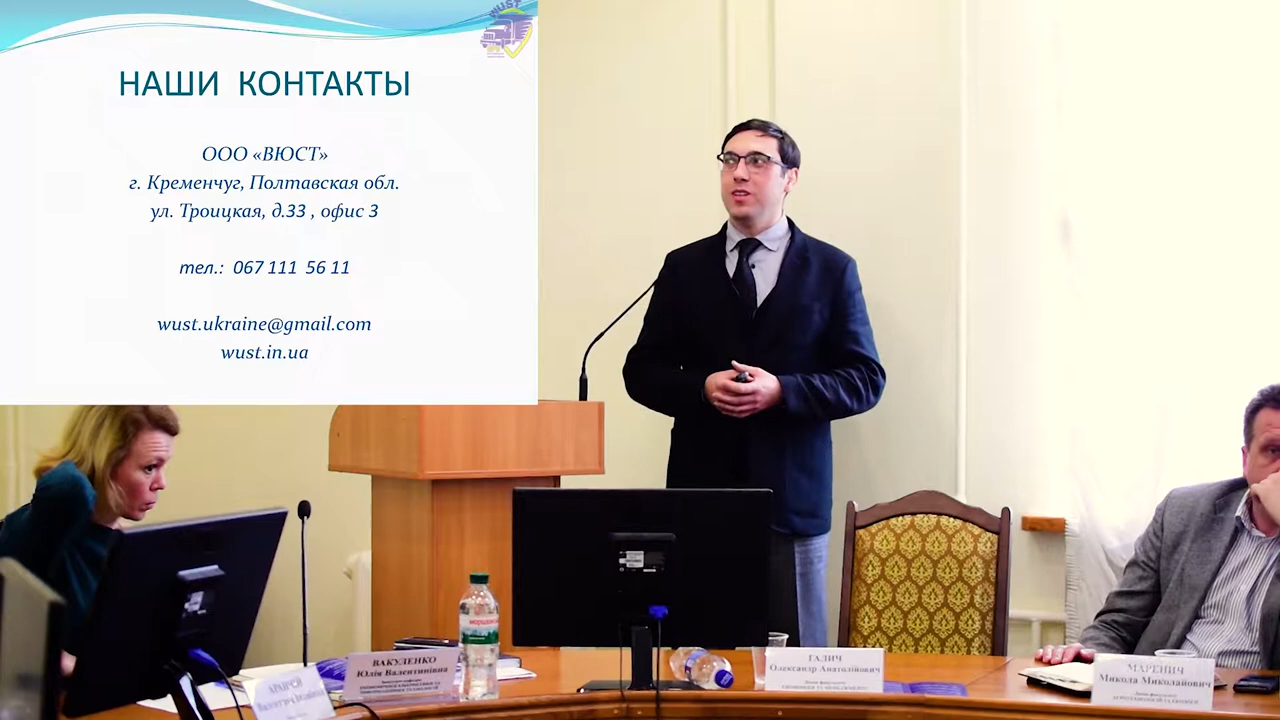 WUST
НАШИ КОНТАКТЫ
ООО «ВЮСТ»
г. Кременчуг, Полтавская обл.
ул. Троицкая, д.33 , офис 3
тел.: 067 111 56 11
wust.ukraine@gmail.com
wust.in.ua
ВАКУЛЕНКО
Юлія Валентинівна
ГАЛИЧ
Олександр Анатолійович
МАРЕНИЧ
Микола Миколайович